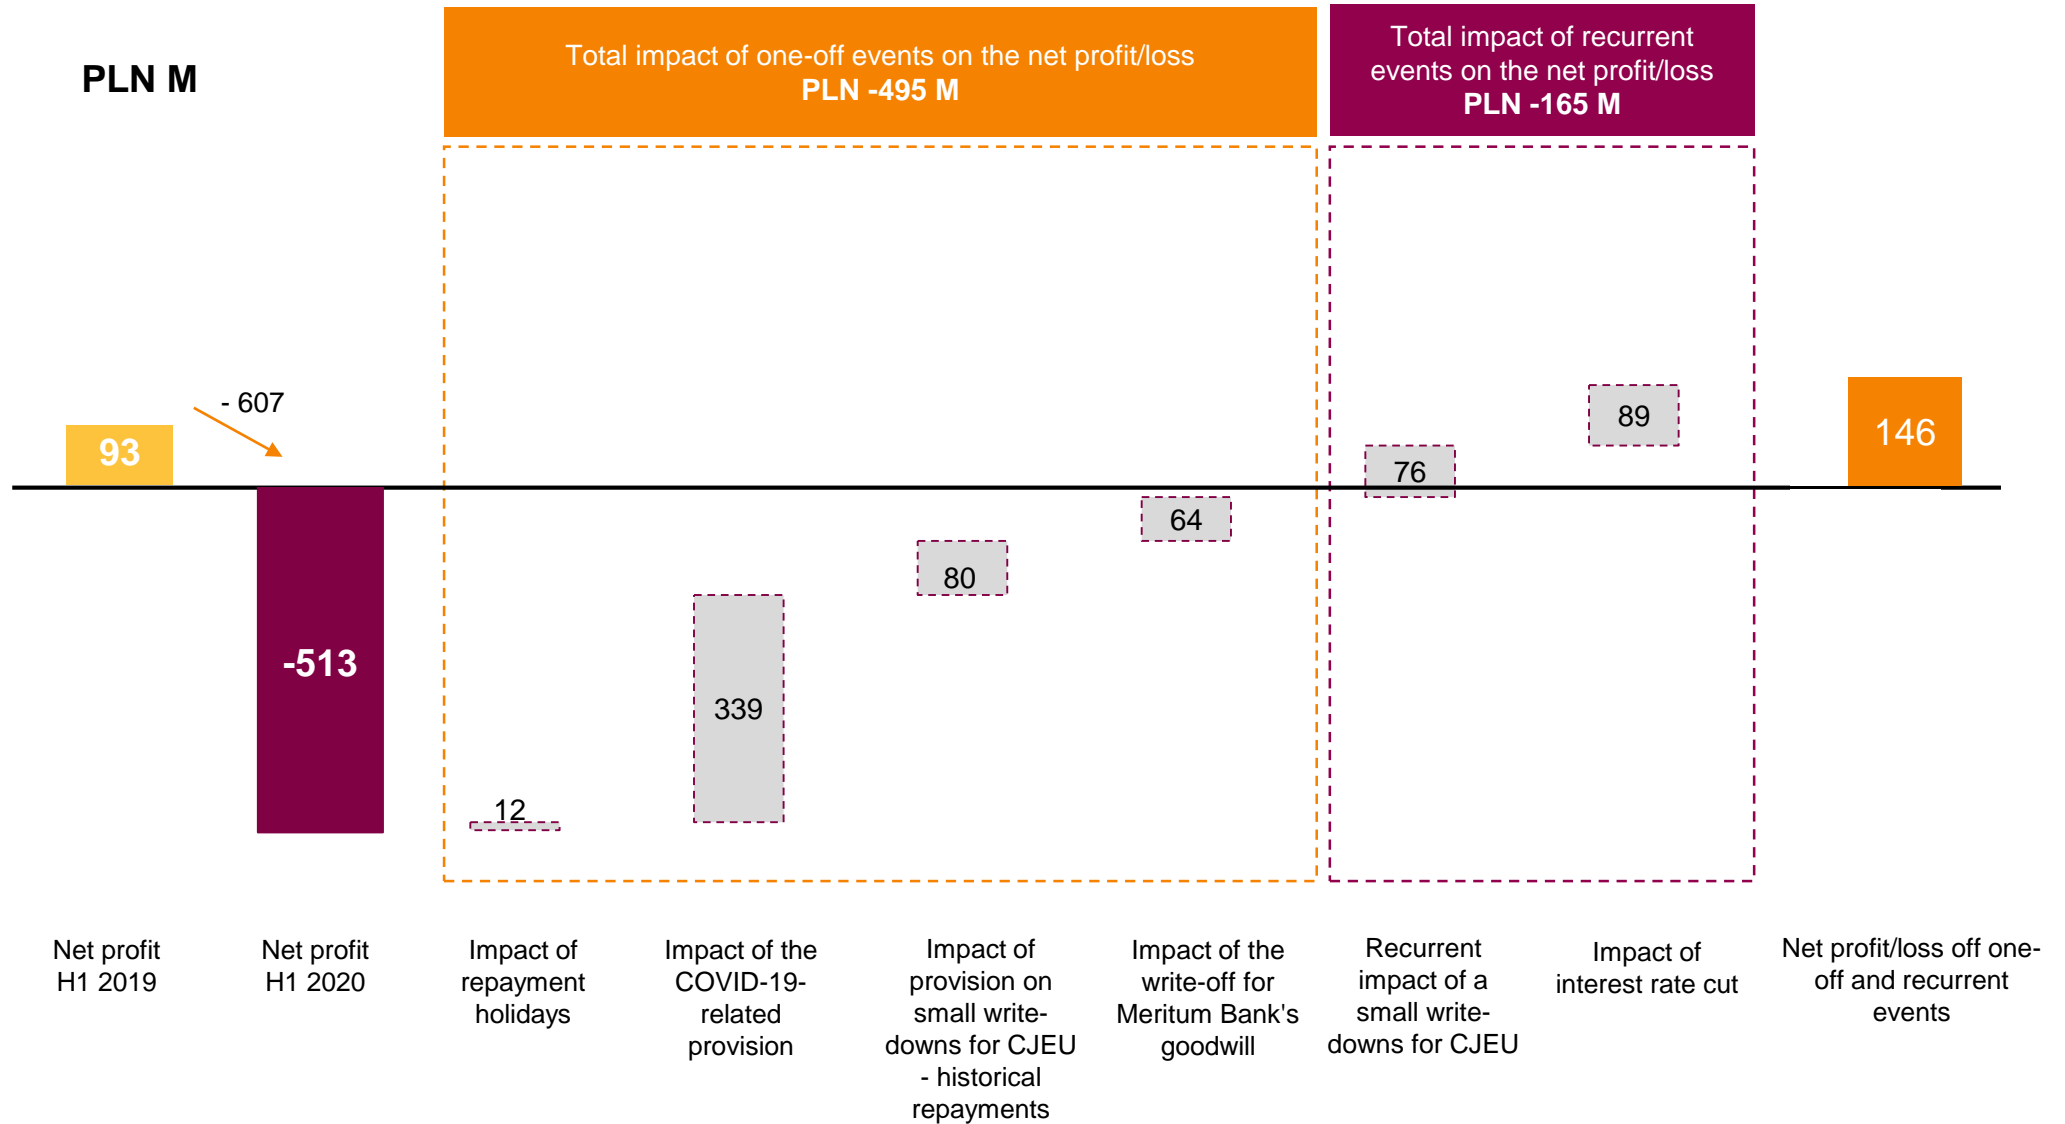 PLN M
Total impact of one-off events on the net profit/loss
PLN -495 M
Total impact of recurrent
events on the net profit/loss
PLN -165 M
- 607
93
-513
12
339
80
64
76
89
146
Net profit
H1 2019
Net profit
H1 2020
Impact of
repayment
holidays
Impact of the
COVID-19-
related
provision
Impact of
provision on
small write-
downs for CJEU
- historical
repayments
Impact of the
write-off for
Meritum Bank's
goodwill
Recurrent
impact of a
small write-
downs for CJEU
Impact of
interest rate cut
Net profit/loss off one-
off and recurrent
events